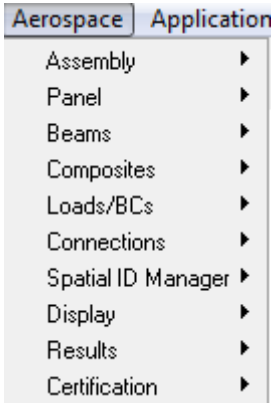 Aerospace Application
Assembly
Panel
Beams
Composites
Loads/BCs
Connections
Spatial ID Manager
Display
Results
Certification